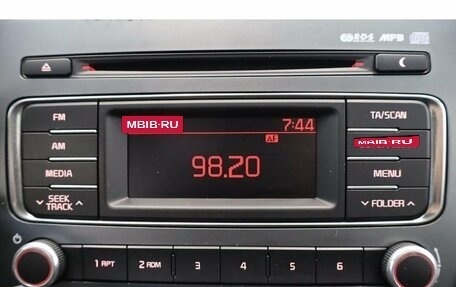 R·D·S MP3
FM
MBIB-RU
7:44
TA/SCAN
AF
MBIB-RU
AM
98.20
MEDIA
MENU
SEEK
TRACK
FOLDER
1 RPT
2 RDM
3
4
5
6